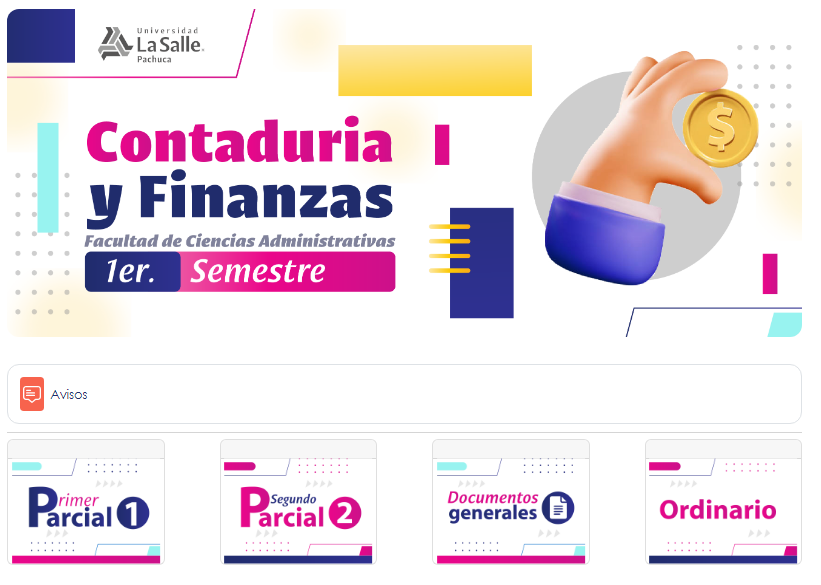 Universidad
La Salle®
Pachuca
Contaduria
y Finanzas
Facultad de Ciencias Administrativas
1er. Semestre
$
Avisos
Primer
Parcial 1
Segundo
Parcial 2
Documentos
generales
Ordinario